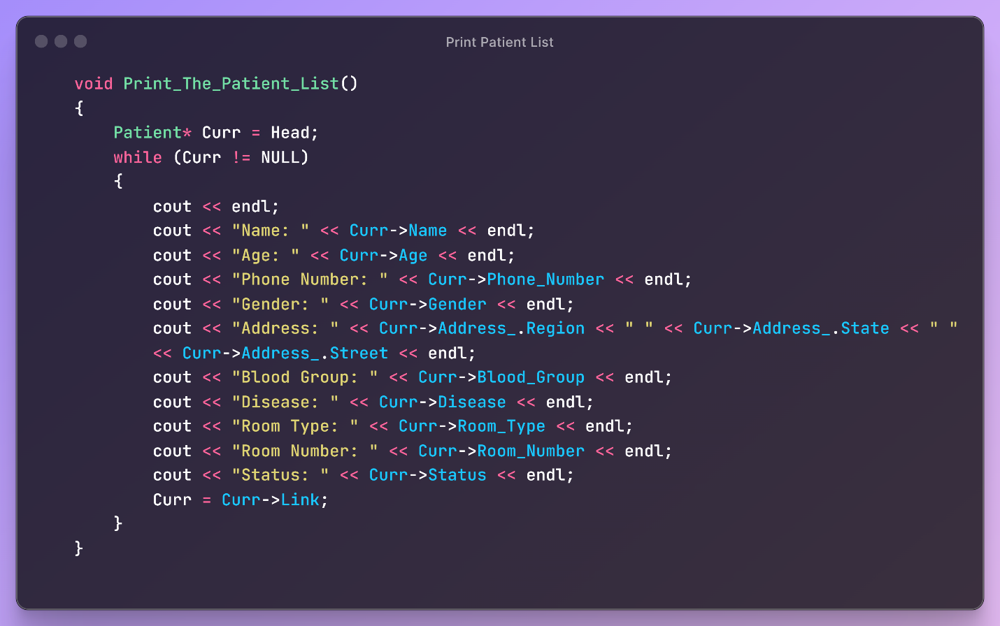 Print Patient List
void Print_The_Patient_List()
{
    Patient* Curr = Head;
    while (Curr != NULL)
    {
        cout << endl;
        cout << "Name: " << Curr->Name << endl;
        cout << "Age: " << Curr->Age << endl;
        cout << "Phone Number: " << Curr->Phone_Number << endl;
        cout << "Gender: " << Curr->Gender << endl;
        cout << "Address: " << Curr->Address_.Region << " " << Curr->Address_.State << " "
        << Curr->Address_.Street << endl;
        cout << "Blood Group: " << Curr->Blood_Group << endl;
        cout << "Disease: " << Curr->Disease << endl;
        cout << "Room Type: " << Curr->Room_Type << endl;
        cout << "Room Number: " << Curr->Room_Number << endl;
        cout << "Status: " << Curr->Status << endl;
        Curr = Curr->Link;
    }
}